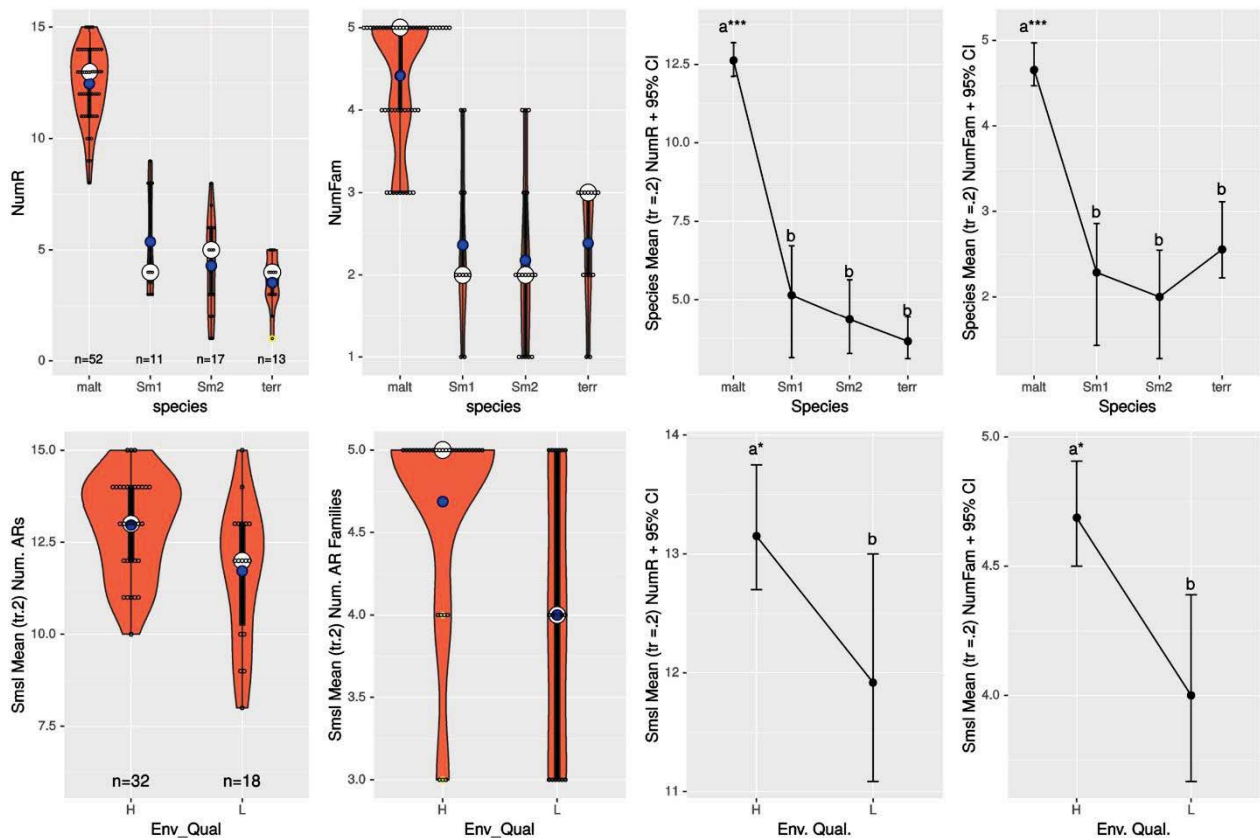 15
10
5
0
NumR
n=52
n=11
n=17
n=13
malt
Sm1
Sm2
terr
species
5
4
3
2
1
NumFam
malt
Sm1
Sm2
terr
species
12.5
10.0
7.5
5.0
Species Mean (tr =.2) NumR + 95% CI
a***
b
b
b
malt
Sm1
Sm2
terr
Species
5
4
3
2
Species Mean (tr =.2) NumFam + 95% CI
a***
b
b
b
malt
Sm1
Sm2
terr
Species
15.0
12.5
10.0
7.5
Smsl Mean (tr.2) Num. ARs
n=32
n=18
H
L
Env_Qual
5.0
4.5
4.0
3.5
3.0
Smsl Mean (tr.2) Num. AR Families
H
L
Env_Qual
14
13
12
11
Smsl Mean (tr =.2) NumR + 95% CI
a*
b
H
L
Env. Qual.
5.0
4.5
4.0
Smsl Mean (tr =.2) NumFam + 95% CI
a*
b
H
L
Env. Qual.